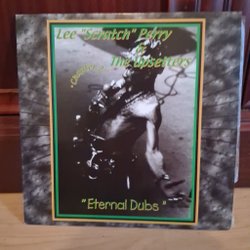 Lee "Scratch" Perry
&
The Upsetters
"Eternal Dubs"